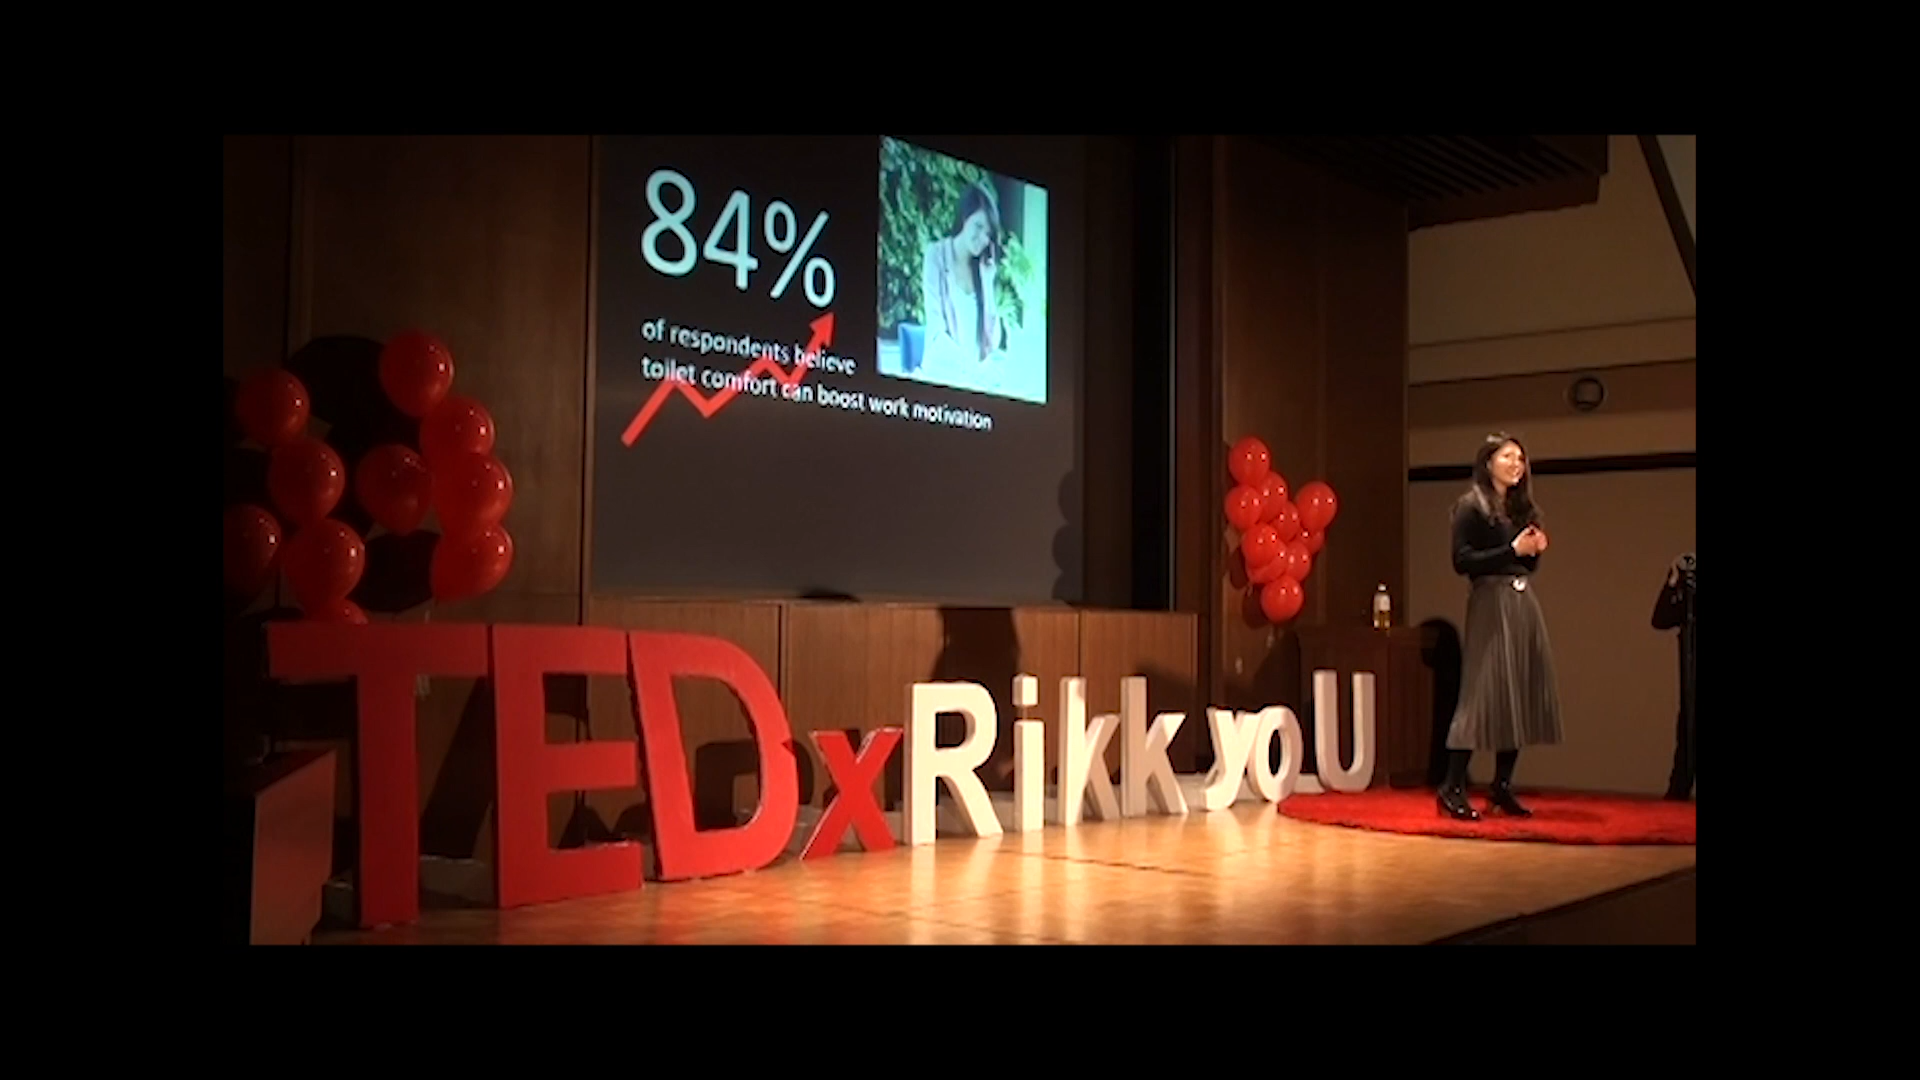 84%
of respondents believe
toilet comfort can boost work motivation
TEDxRikkyoU